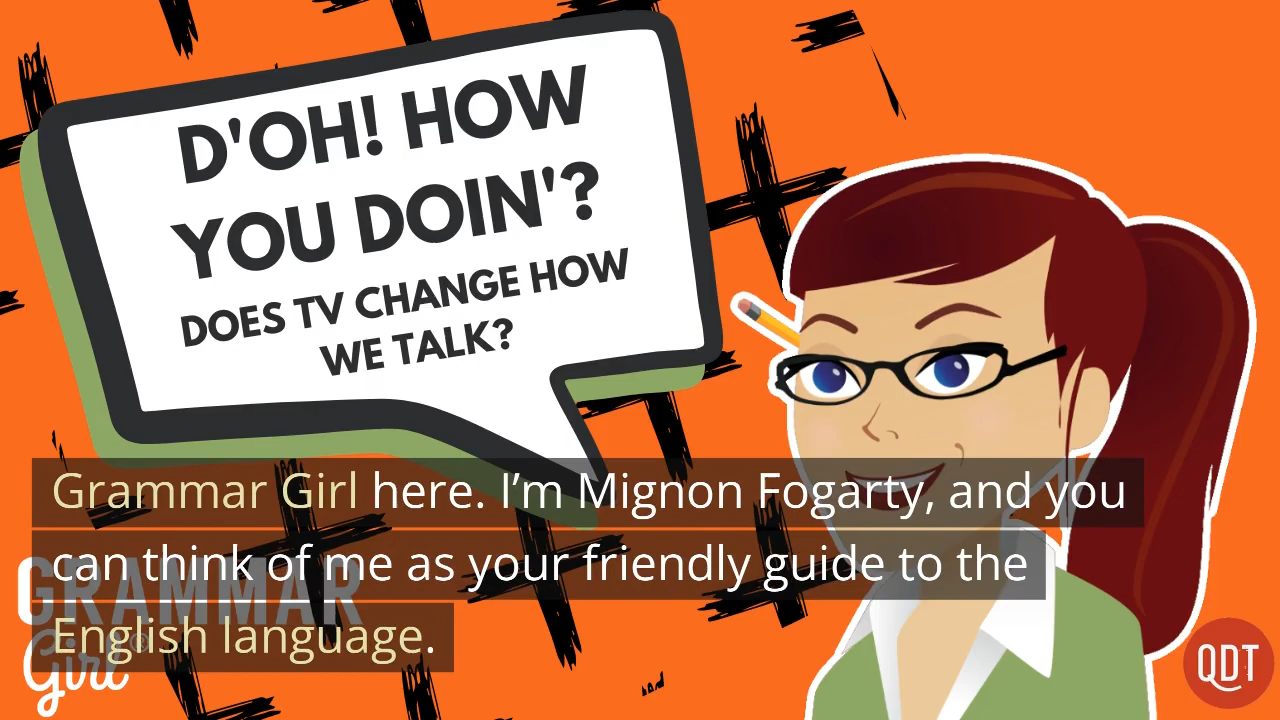 D'OH! HOW
YOU DOIN'?
DOES TV CHANGE HOW
WE TALK?
Grammar Girl here. I’m Mignon Fogarty, and you
can think of me as your friendly guide to the
English language.
GRAMMAR
Girl®
QDT